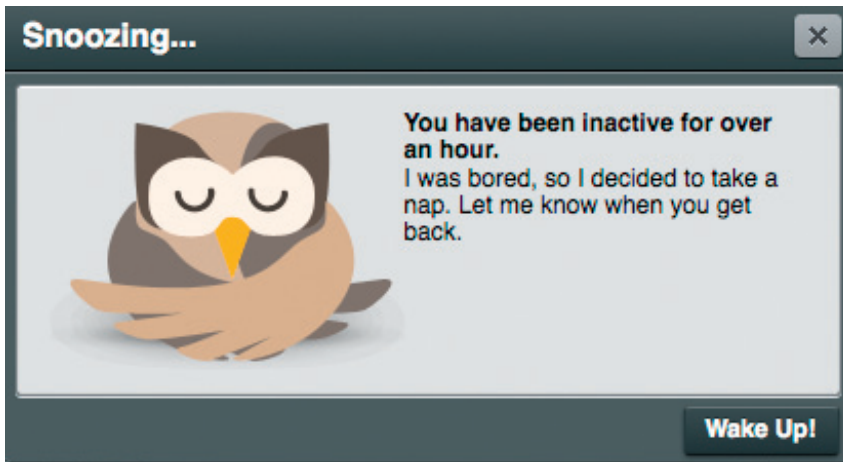 Snoozing...
You have been inactive for over
an hour.
I was bored, so I decided to take a
nap. Let me know when you get
back.
Wake Up!